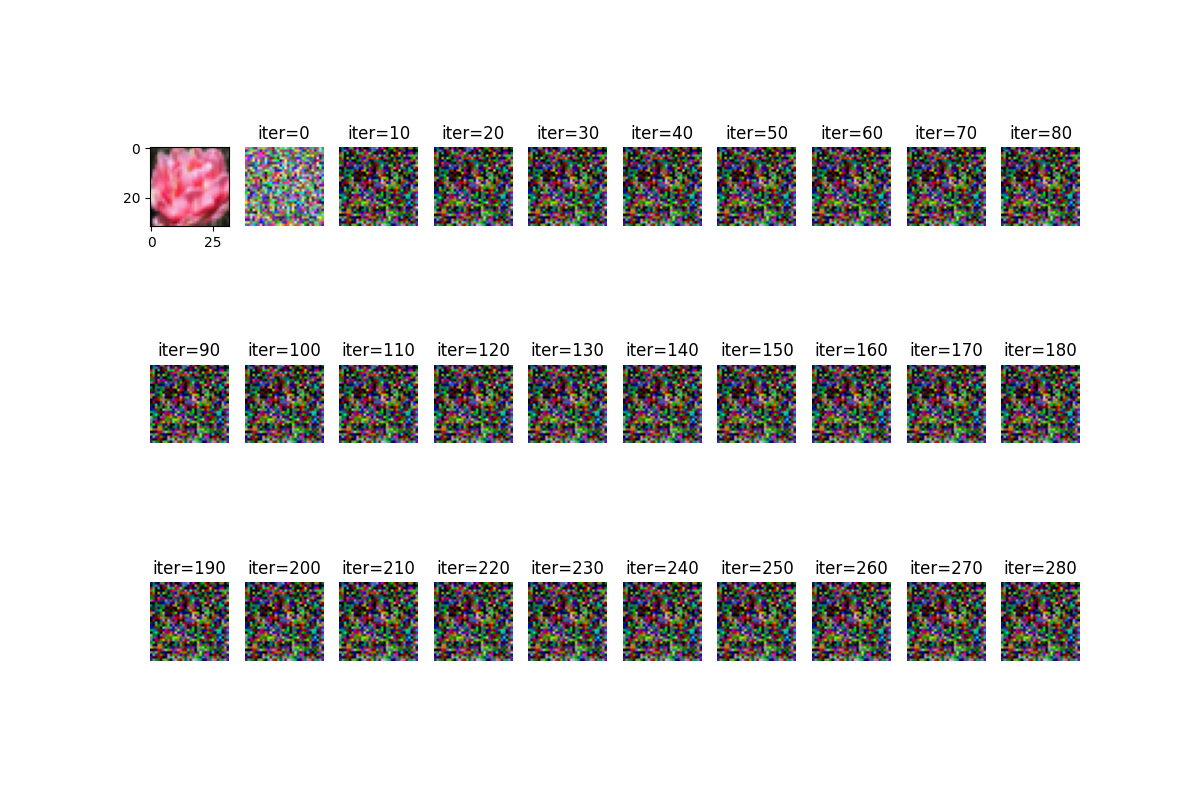 iter=0 iter=10 iter=20 iter=30 iter=40 iter=50 iter=60 iter=70 iter=80
0
20
0 25
iter=90 iter=100 iter=110 iter=120 iter=130 iter=140 iter=150 iter=160 iter=170 iter=180
iter=190 iter=200 iter=210 iter=220 iter=230 iter=240 iter=250 iter=260 iter=270 iter=280